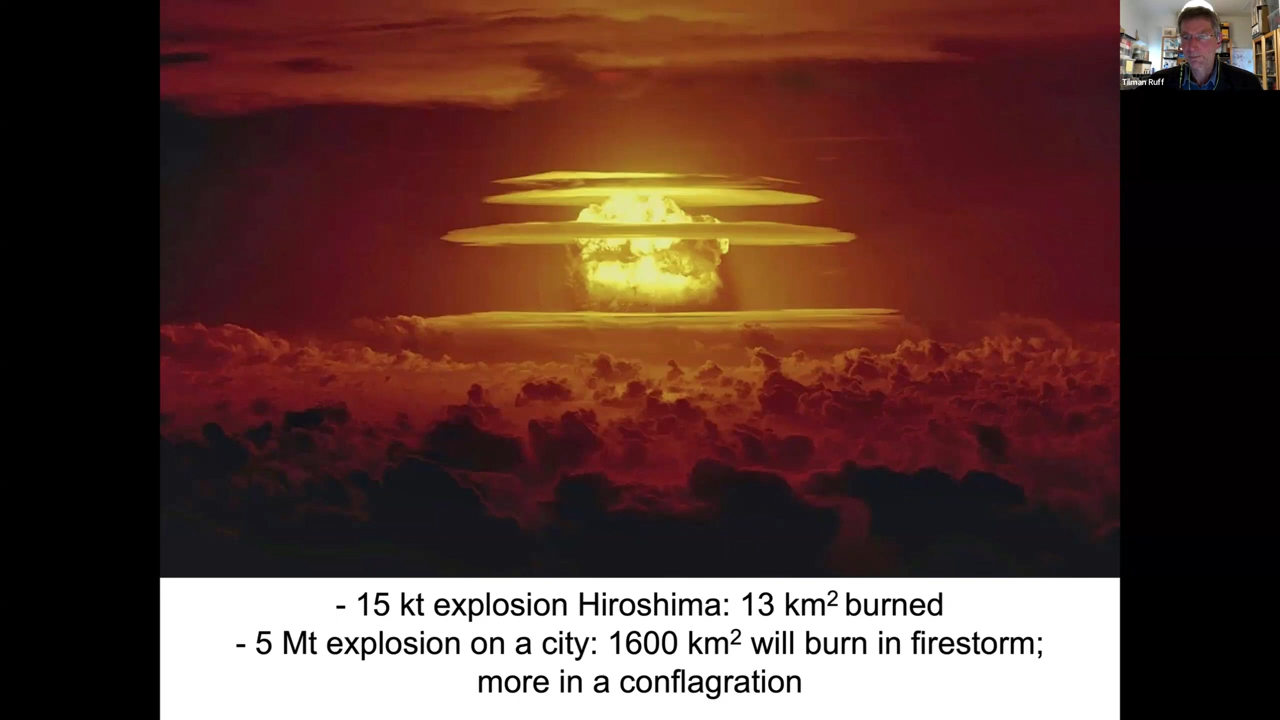 Tilman Ruff
- 15 kt explosion Hiroshima: 13 km² burned
- 5 Mt explosion on a city: 1600 km² will burn in firestorm;
more in a conflagration